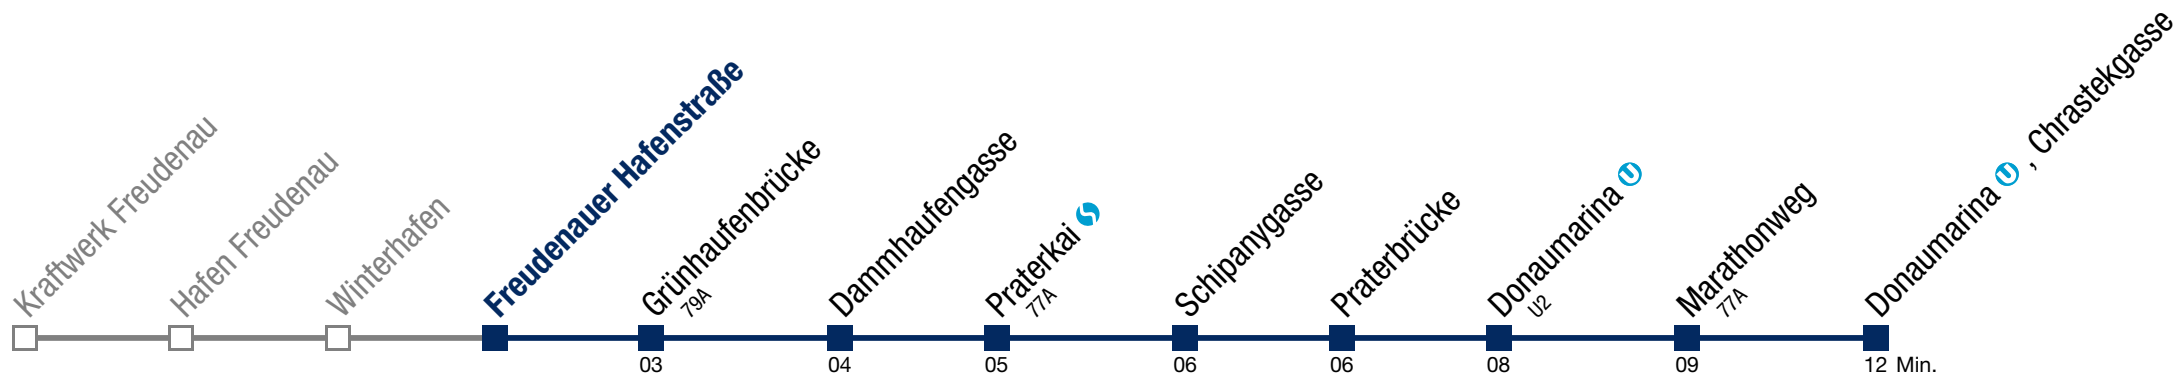 Kraftwerk Freudenau
Hafen Freudenau
Winterhafen
Freudenauer Hafenstraße
Grünhaufenbrücke
79A
Dammhaufengasse
Praterkai
77A
Schipanygasse
Praterbrücke
Donaumarina U
U2
Marathonweg
77A
Donaumarina U , Chrastekgasse
03
04
05
06
06
08
09
12 Min.